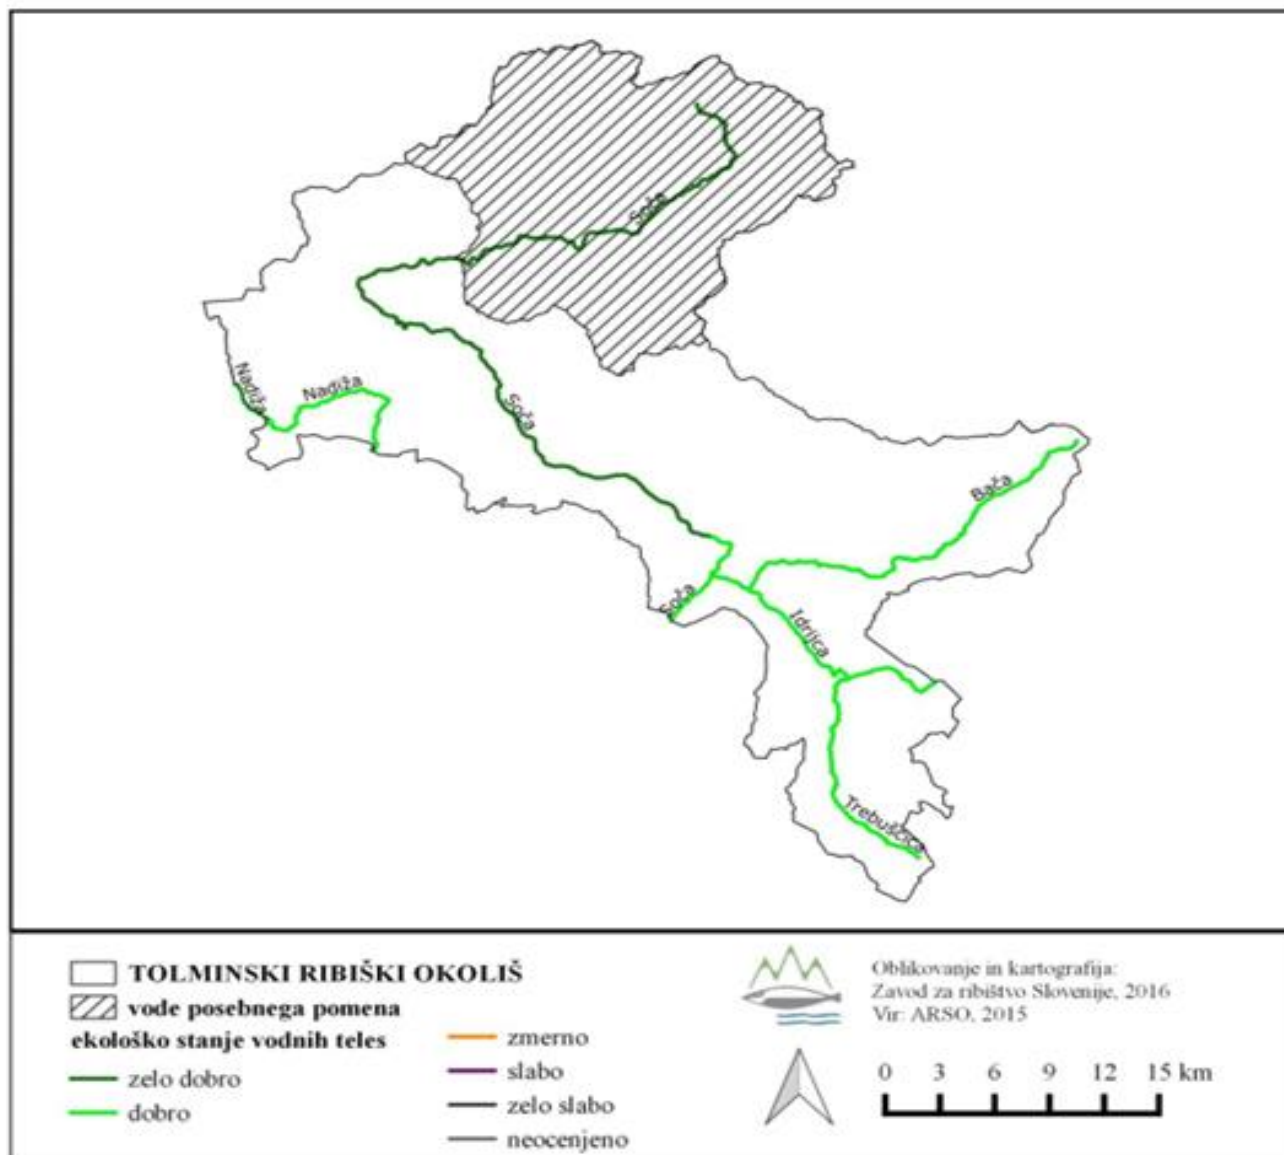 Soča
Nadiža
Nadiža
Soča
Bača
Soča
Idrijca
Trebuščica
TOLMINSKI RIBIŠKI OKOLIŠ
vode posebnega pomena
ekološko stanje vodnih teles
zelo dobro
dobro
zmerno
slabo
zelo slabo
neocenjeno
Oblikovanje in kartografija:
Zavod za ribištvo Slovenije, 2016
Vir: ARSO, 2015
0 3 6 9 12 15 km